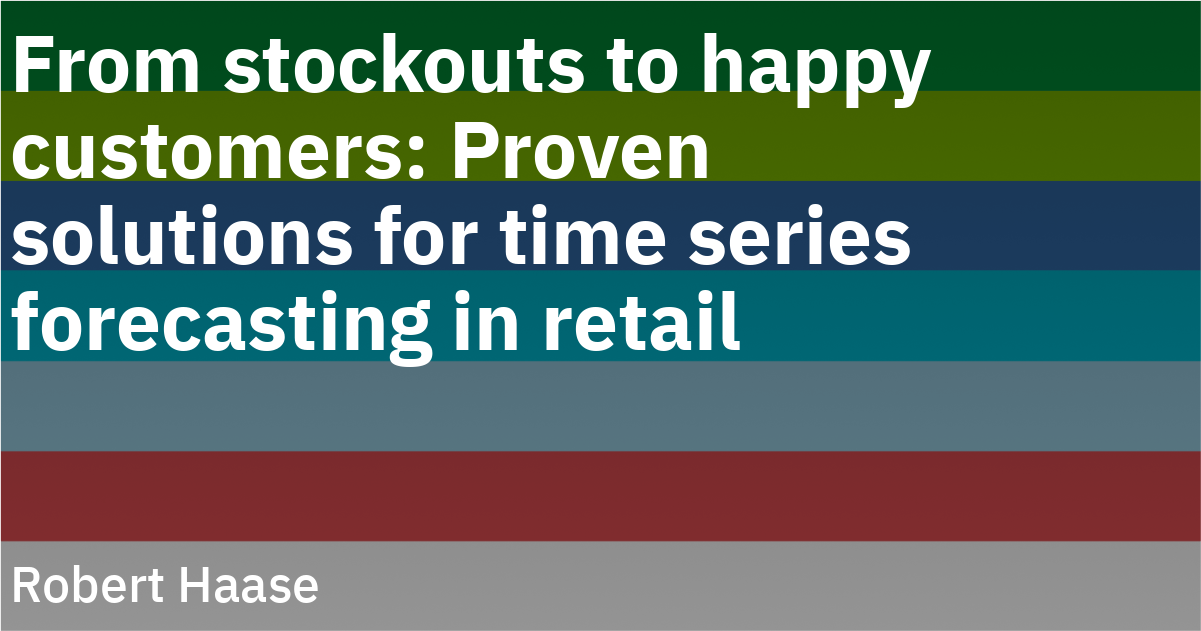 From stockouts to happy
customers: Proven
solutions for time series
forecasting in retail
Robert Haase